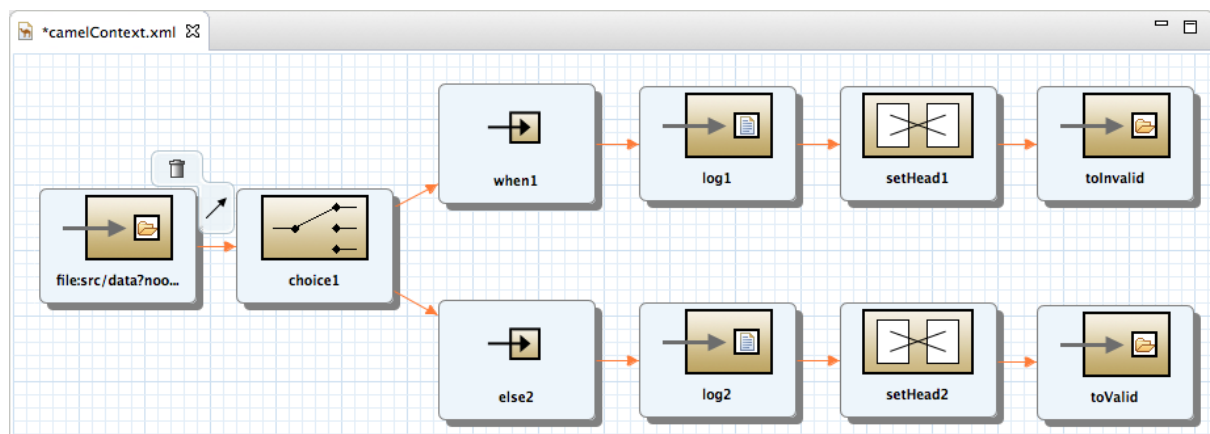 *camelContext.xml
when1
log1
setHead1
toInvalid
file:src/data?noo...
choice1
else2
log2
setHead2
toValid